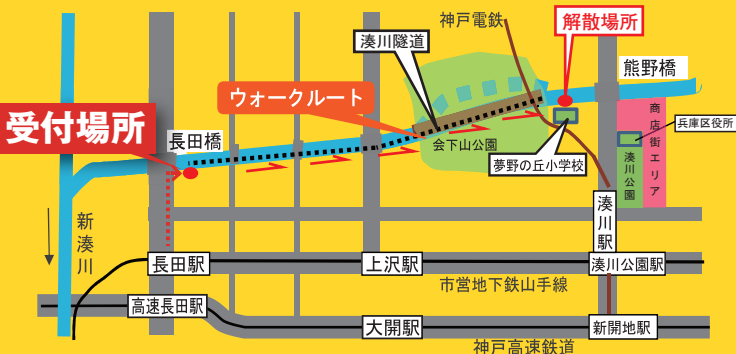 神戸電鉄
解散場所
湊川隧道
熊野橋
ウォークルート
受付場所
長田橋
商店街エリア
兵庫区役所
会下山公園
夢野の丘小学校
湊川公園
新湊川
湊川駅
長田駅
上沢駅
湊川公園駅
市営地下鉄山手線
高速長田駅
大開駅
新開地駅
神戸高速鉄道